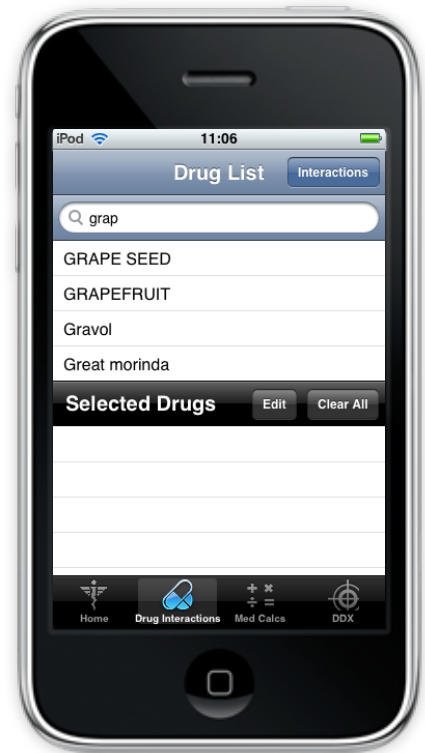 iPod 11:06
Drug List Interactions
grap
GRAPE SEED
GRAPEFRUIT
Gravol
Great morinda
Selected Drugs Edit Clear All
Home Drug Interactions Med Calcs DDX